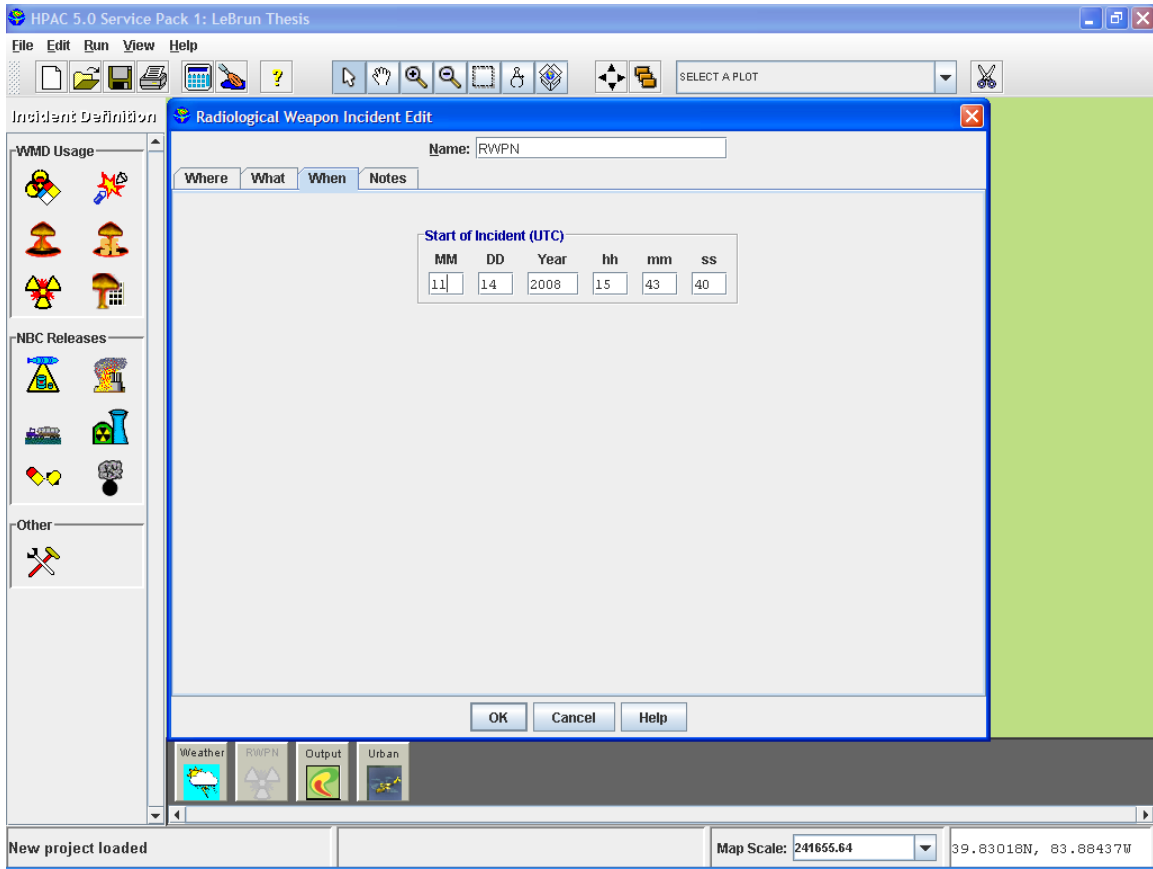 HPAC 5.0 Service Pack 1: LeBrun Thesis
File Edit Run View Help
?
SELECT A PLOT
Incident Definition
WMD Usage
NBC Releases
Other
Radiological Weapon Incident Edit
Name: RWPN
Where What When Notes
Start of Incident (UTC)
MM DD Year hh mm ss
11 14 2008 15 43 40
OK Cancel Help
Weather RWPN Output Urban
New project loaded
Map Scale: 241655.64
39.83018N, 83.88437W